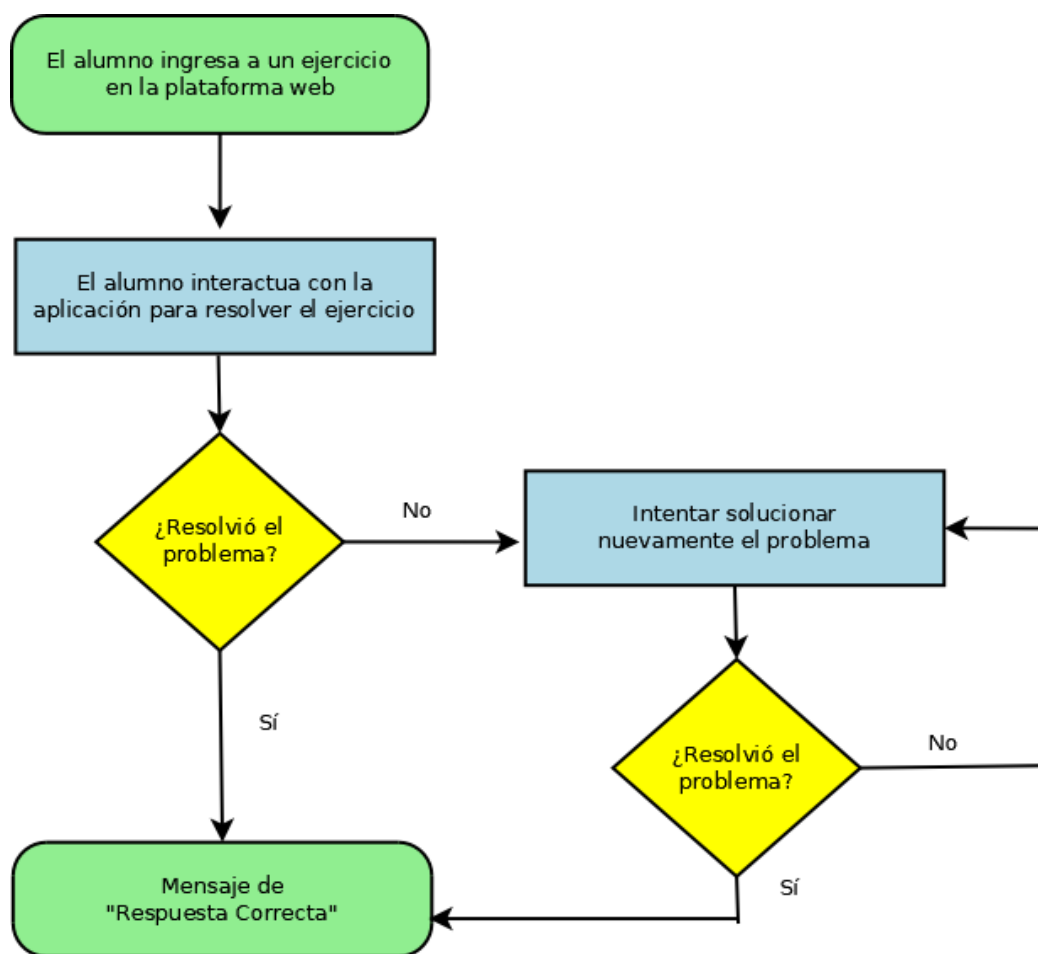 El alumno ingresa a un ejercicio
en la plataforma web
El alumno interactua con la
aplicación para resolver el ejercicio
¿Resolvió el
problema?
No
Intentar solucionar
nuevamente el problema
Sí
¿Resolvió el
problema?
No
Sí
Mensaje de
"Respuesta Correcta"